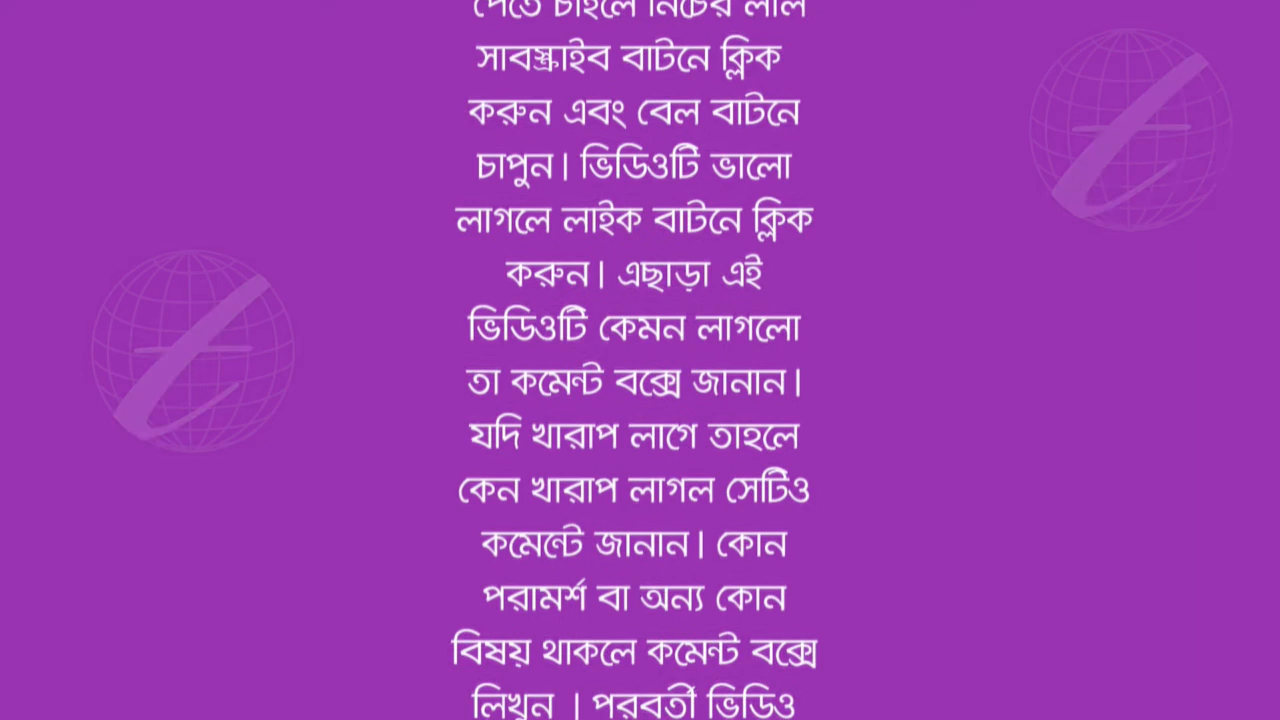 পেতে চাইলে নিচের লাল
সাবস্ক্রাইব বাটনে ক্লিক
করুন এবং বেল বাটনে
চাপুন। ভিডিওটি ভালো
লাগলে লাইক বাটনে ক্লিক
করুন। এছাড়া এই
ভিডিওটি কেমন লাগলো
তা কমেন্ট বক্সে জানান।
যদি খারাপ লাগে তাহলে
কেন খারাপ লাগল সেটিও
কমেন্টে জানান। কোন
পরামর্শ বা অন্য কোন
বিষয় থাকলে কমেন্ট বক্সে
লিখুন । পরবর্তী ভিডিও